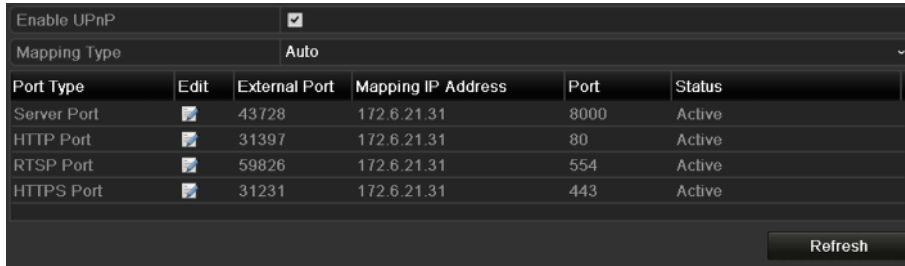 Enable UPnP
Mapping Type Auto
Port Type Edit External Port Mapping IP Address Port Status
Server Port 43728 172.6.21.31 8000 Active
HTTP Port 31397 172.6.21.31 80 Active
RTSP Port 59826 172.6.21.31 554 Active
HTTPS Port 31231 172.6.21.31 443 Active
Refresh